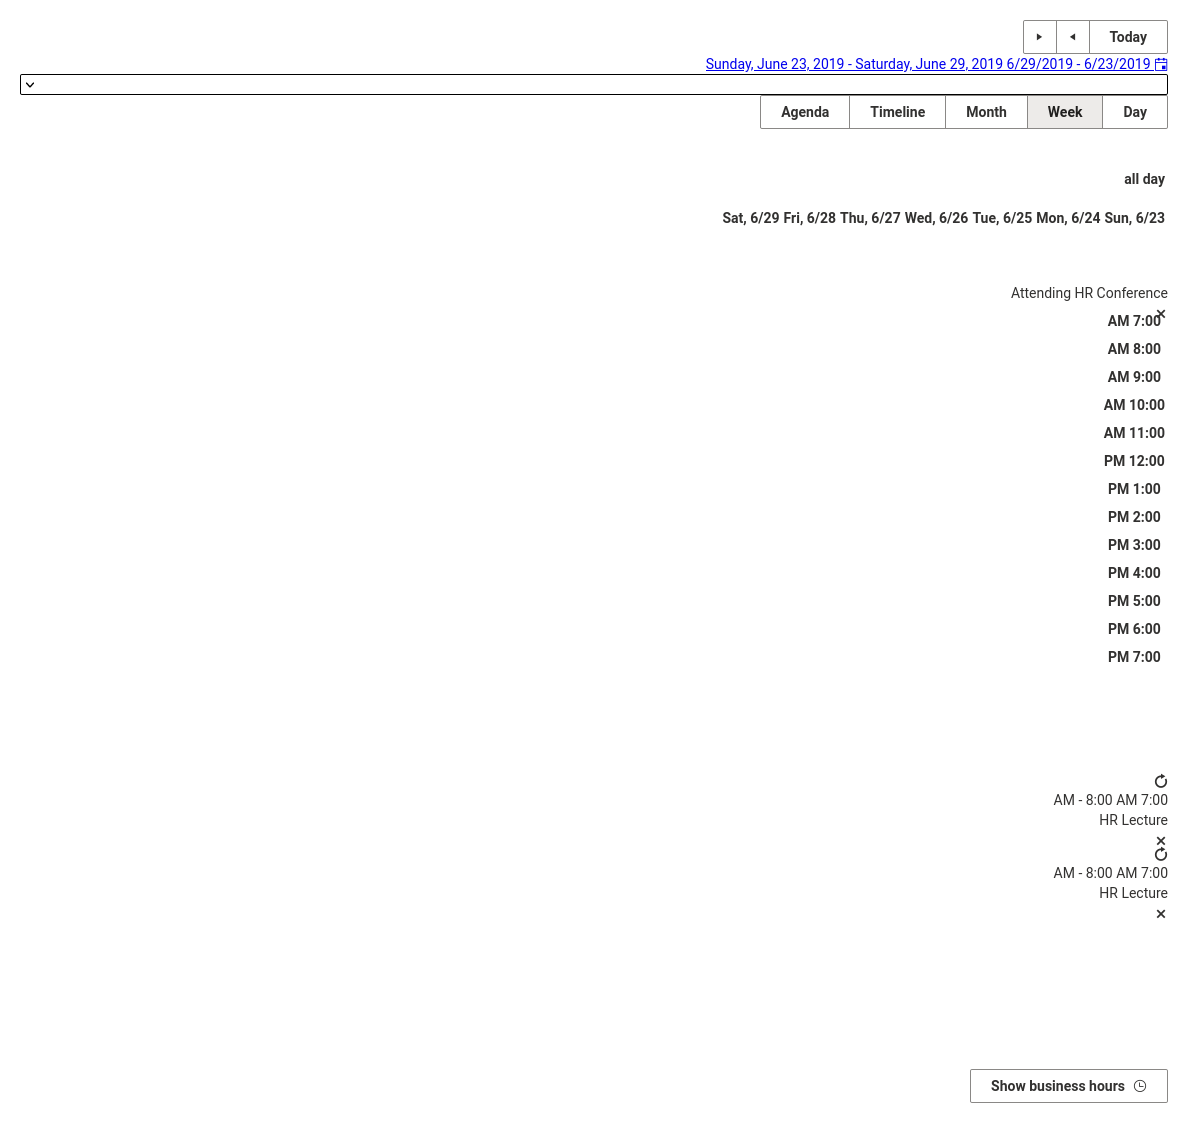 Today
Sunday, June 23, 2019 - Saturday, June 29, 2019 6/29/2019 - 6/23/2019
Agenda Timeline Month Week Day
all day
Sat, 6/29 Fri, 6/28 Thu, 6/27 Wed, 6/26 Tue, 6/25 Mon, 6/24 Sun, 6/23
Attending HR Conference
AM 7:00
AM 8:00
AM 9:00
AM 10:00
AM 11:00
PM 12:00
PM 1:00
PM 2:00
PM 3:00
PM 4:00
PM 5:00
PM 6:00
PM 7:00
AM - 8:00 AM 7:00
HR Lecture
AM - 8:00 AM 7:00
HR Lecture
Show business hours